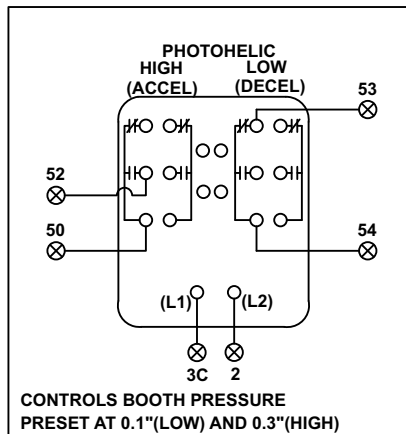 PHOTOHELIC
HIGH
(ACCEL)
LOW
(DECEL)
53
52
50
54
(L1)
(L2)
3C
2
CONTROLS BOOTH PRESSURE
PRESET AT 0.1"(LOW) AND 0.3"(HIGH)